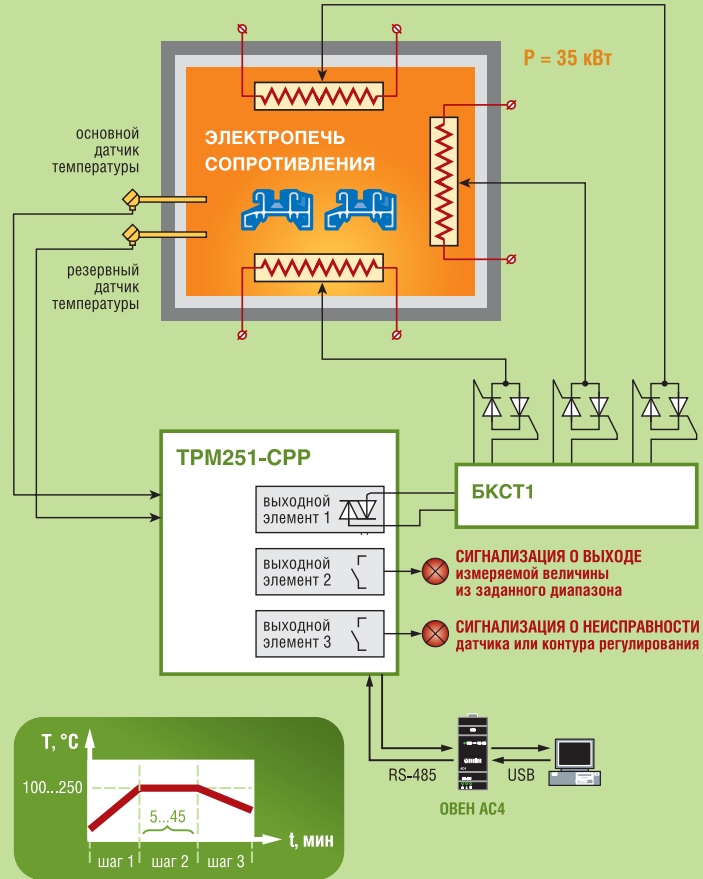 P = 35 кВт
основной
датчик
температуры
ЭЛЕКТРОПЕЧЬ
СОПРОТИВЛЕНИЯ
резервный
датчик
температуры
ТРМ251-СРР
БКСТ1
выходной
элемент 1
выходной
элемент 2
СИГНАЛИЗАЦИЯ О ВЫХОДЕ
измеряемой величины
из заданного диапазона
выходной
элемент 3
СИГНАЛИЗАЦИЯ О НЕИСПРАВНОСТИ
датчика или контура регулирования
RS-485
USB
ОВЕН АС4
T, °C
100...250
5...45
t, мин
шаг 1
шаг 2
шаг 3